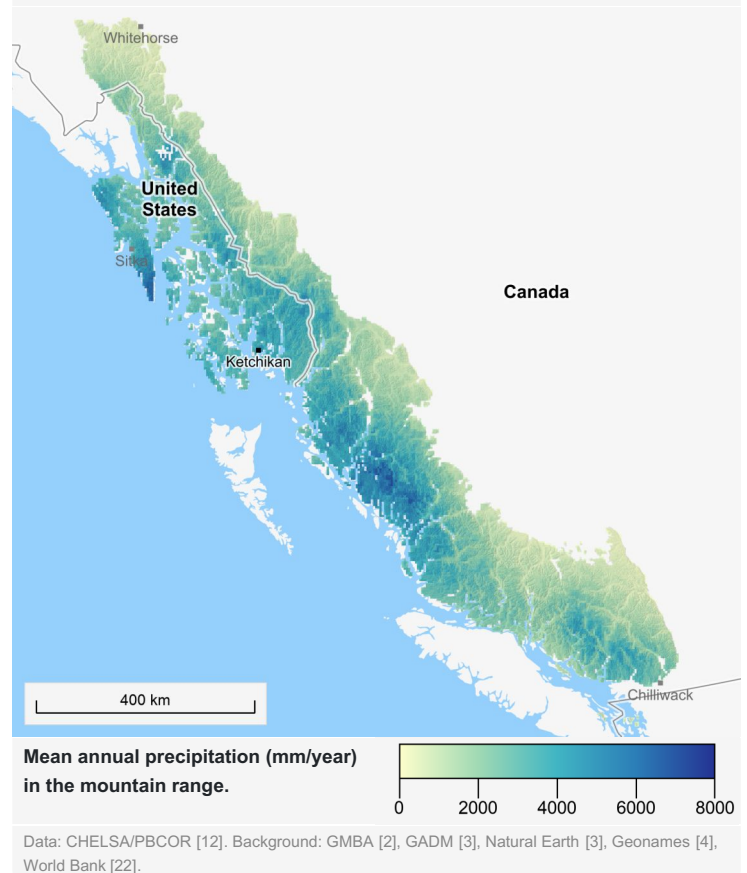 Whitehorse
United
States
Sitka
Canada
Ketchikan
400 km
Chilliwack
Mean annual precipitation (mm/year)
in the mountain range.
0 2000 4000 6000 8000
Data: CHELSA/PBCOR [12]. Background: GMBA [2], GADM [3], Natural Earth [3], Geonames [4],
World Bank [22].